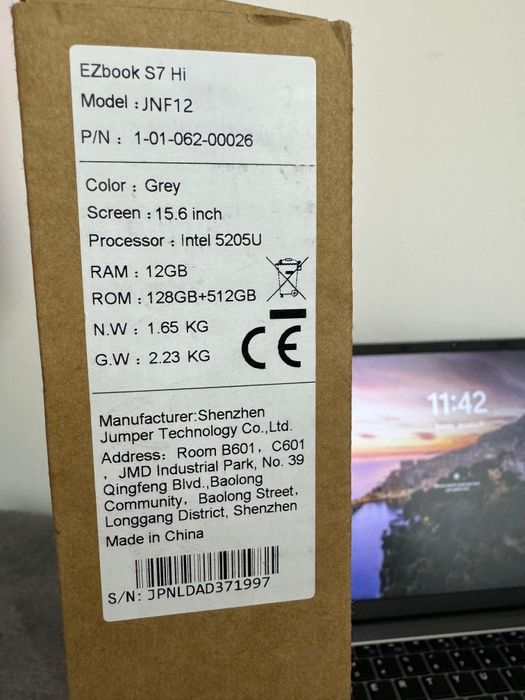 EZbook S7 Hi
Model : JNF12
P/N : 1-01-062-00026
Color : Grey
Screen : 15.6 inch
Processor : Intel 5205U
RAM : 12GB
ROM : 128GB+512GB
N.W : 1.65 KG
G.W : 2.23 KG
CE
Manufacturer:Shenzhen
Jumper Technology Co.,Ltd.
Address: Room B601, C601
, JMD Industrial Park, No. 39
Qingfeng Blvd.,Baolong
Community, Baolong Street,
Longgang District, Shenzhen
Made in China
S/N: JPNLDAD371997
11:42